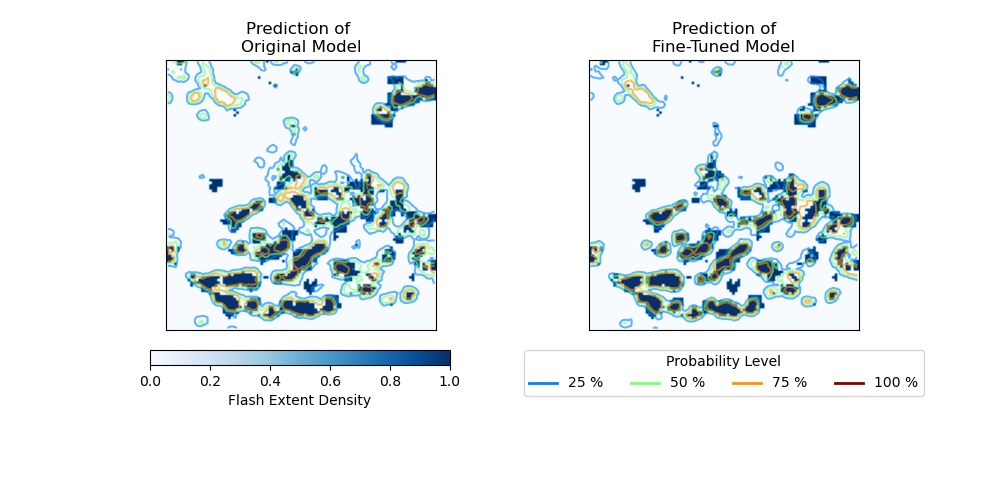 Prediction of
Original Model
Prediction of
Fine-Tuned Model
0.0 0.2 0.4 0.6 0.8 1.0
Flash Extent Density
Probability Level
25 % 50 % 75 % 100 %